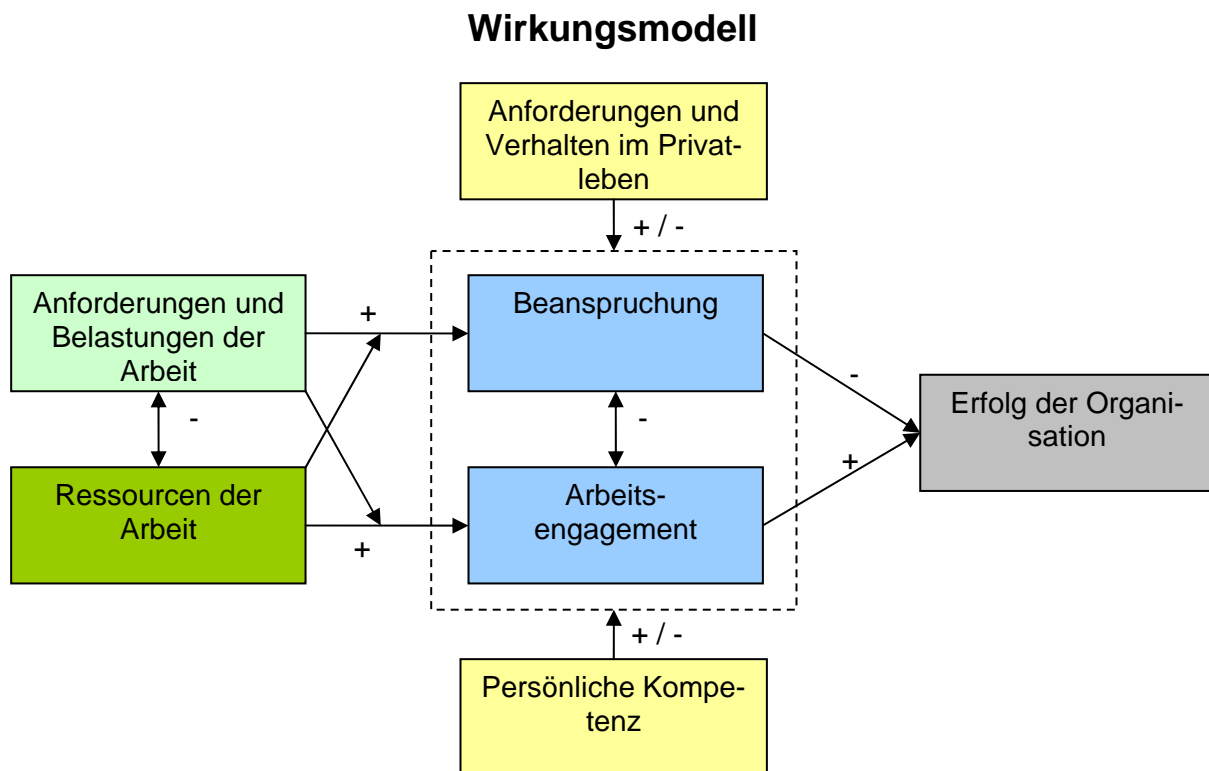 Wirkungsmodell
Anforderungen und
Verhalten im Privat-
leben
+ / -
Anforderungen und
Belastungen der
Arbeit
+
Beanspruchung
-
Erfolg der Organi-
sation
-
-
+
Ressourcen der
Arbeit
+
Arbeits-
engagement
+ / -
Persönliche Kompe-
tenz